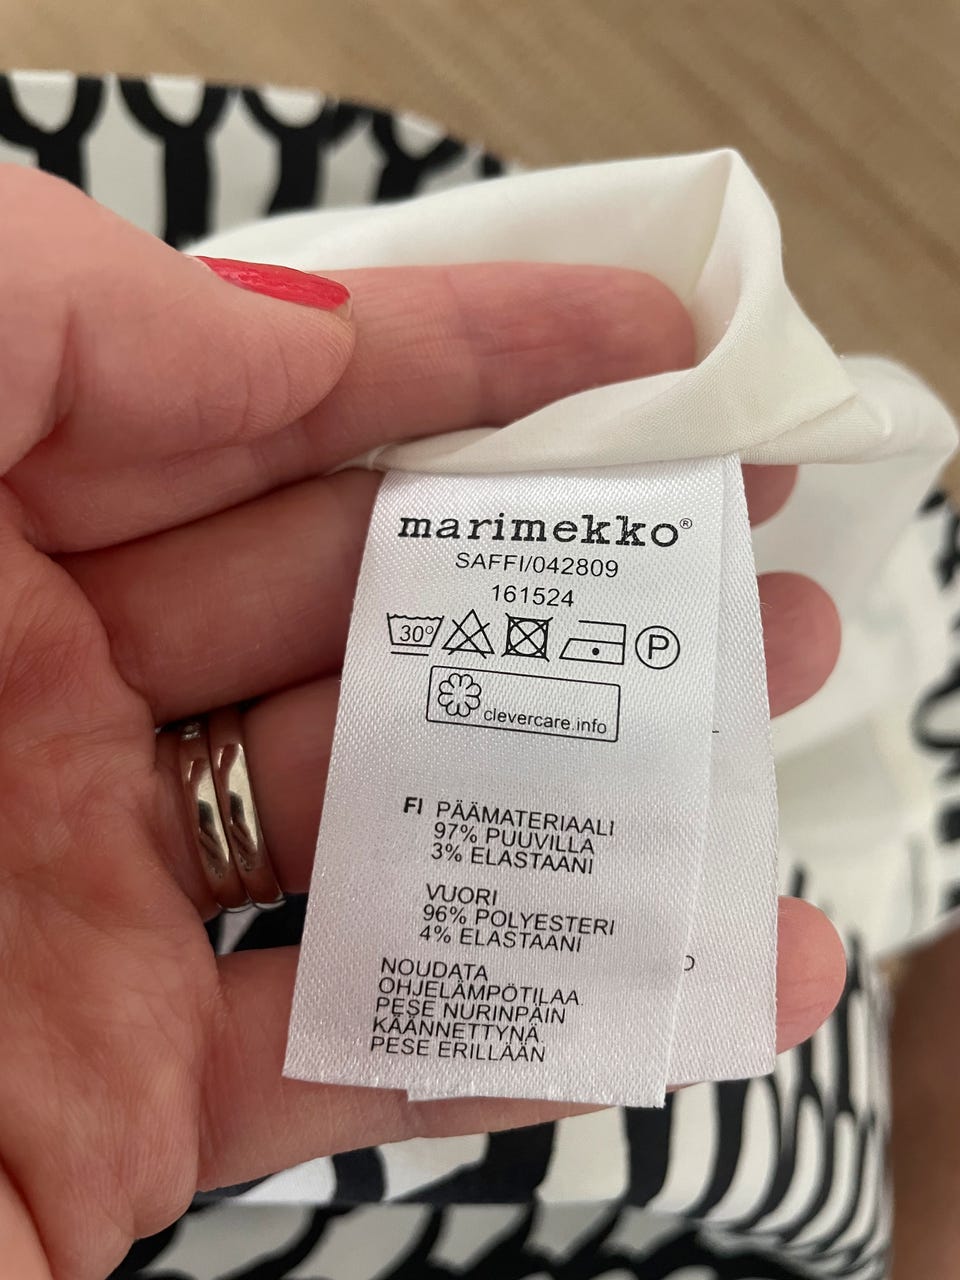 marimekko®
SAFFI/042809
161524
30°
P
clevercare.info
FI PÄÄMATERIAALI
97% PUUVILLA
3% ELASTAANI
VUORI
96% POLYESTERI
4% ELASTAANI
NOUDATA
OHJELÄMPÖTILAA
PESE NURINPÄIN
KÄÄNNETTYNÄ
PESE ERILLÄÄN